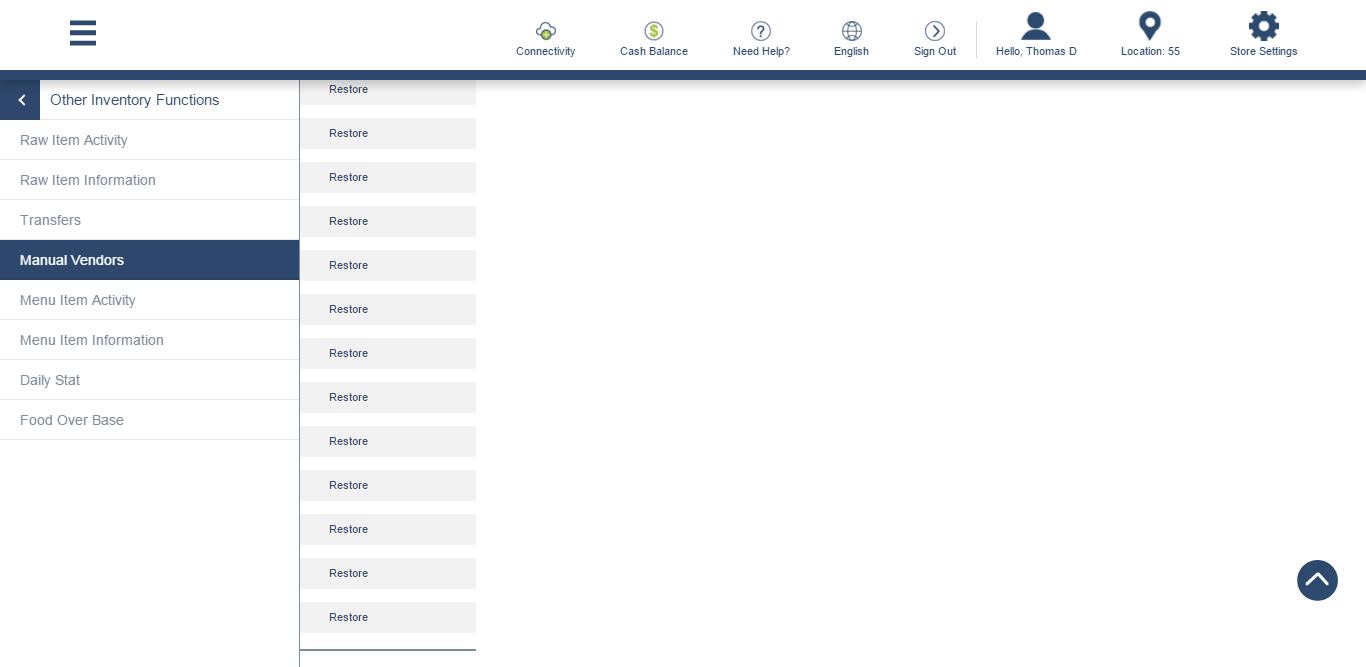 Connectivity
Cash Balance
Need Help?
English
Sign Out
Hello, Thomas D
Location: 55
Store Settings
Other Inventory Functions
Raw Item Activity
Raw Item Information
Transfers
Manual Vendors
Menu Item Activity
Menu Item Information
Daily Stat
Food Over Base
Restore
Restore
Restore
Restore
Restore
Restore
Restore
Restore
Restore
Restore
Restore
Restore
Restore